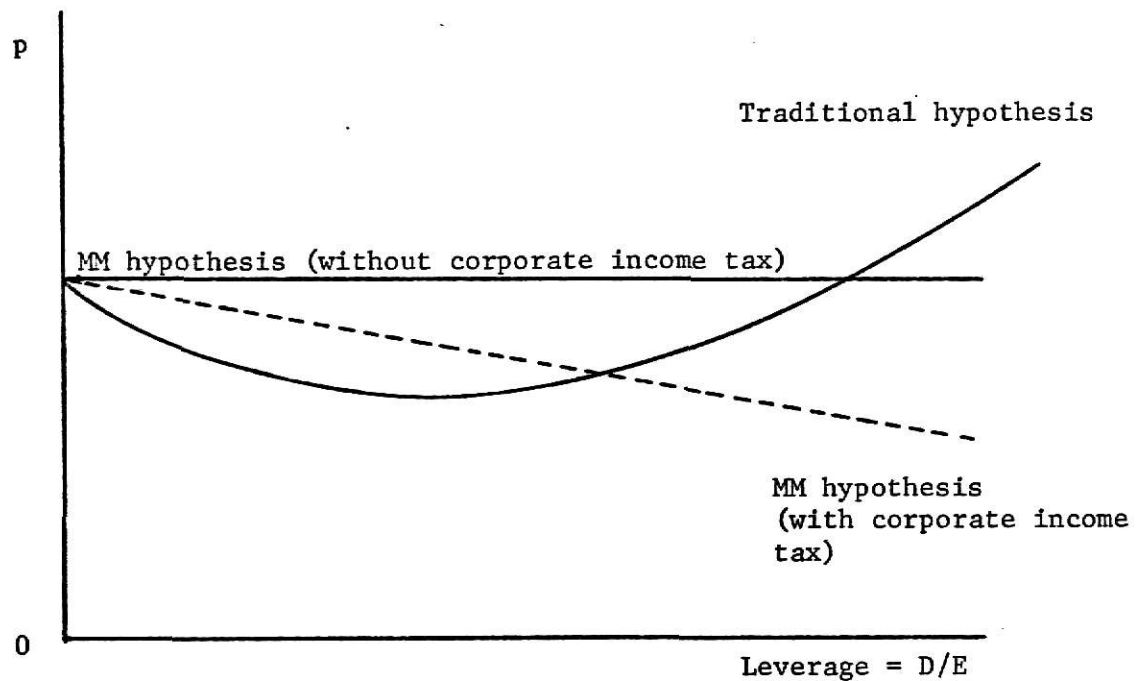 p
Traditional hypothesis
MM hypothesis (without corporate income tax)
MM hypothesis
(with corporate income
tax)
0
Leverage = D/E